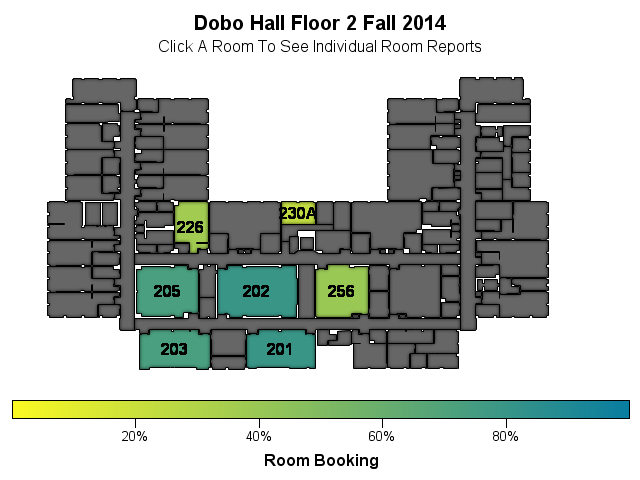 Dobo Hall Floor 2 Fall 2014
Click A Room To See Individual Room Reports
226
230A
205
202
256
203
201
20%
40%
60%
80%
Room Booking